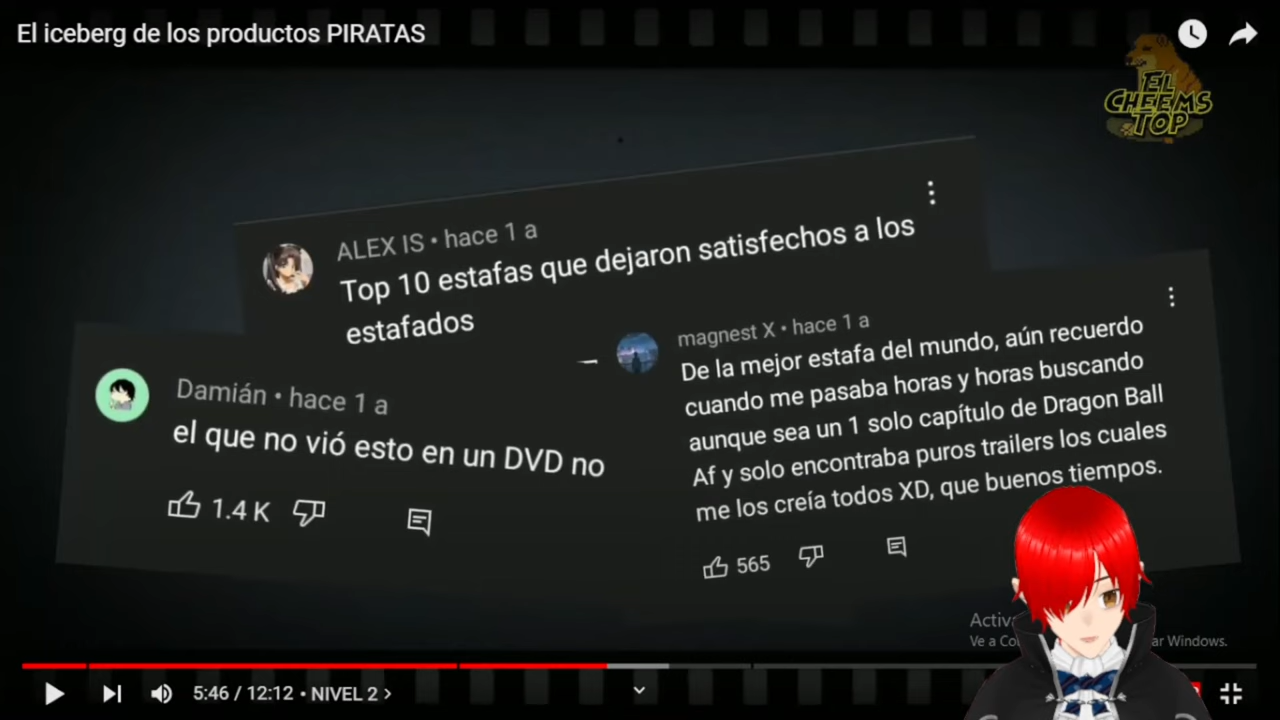 El iceberg de los productos PIRATAS
EL
CHEEMS
TOP
ALEX IS • hace 1 a
Top 10 estafas que dejaron satisfechos a los
estafados
magnest X • hace 1 a
De la mejor estafa del mundo, aún recuerdo
cuando me pasaba horas y horas buscando
aunque sea un 1 solo capítulo de Dragon Ball
Af y solo encontraba puros trailers los cuales
me los creía todos XD, que buenos tiempos.
565
Damián • hace 1 a
el que no vió esto en un DVD no
1.4 K
Ve a
Windows.
5:46 / 12:12 • NIVEL 2 >